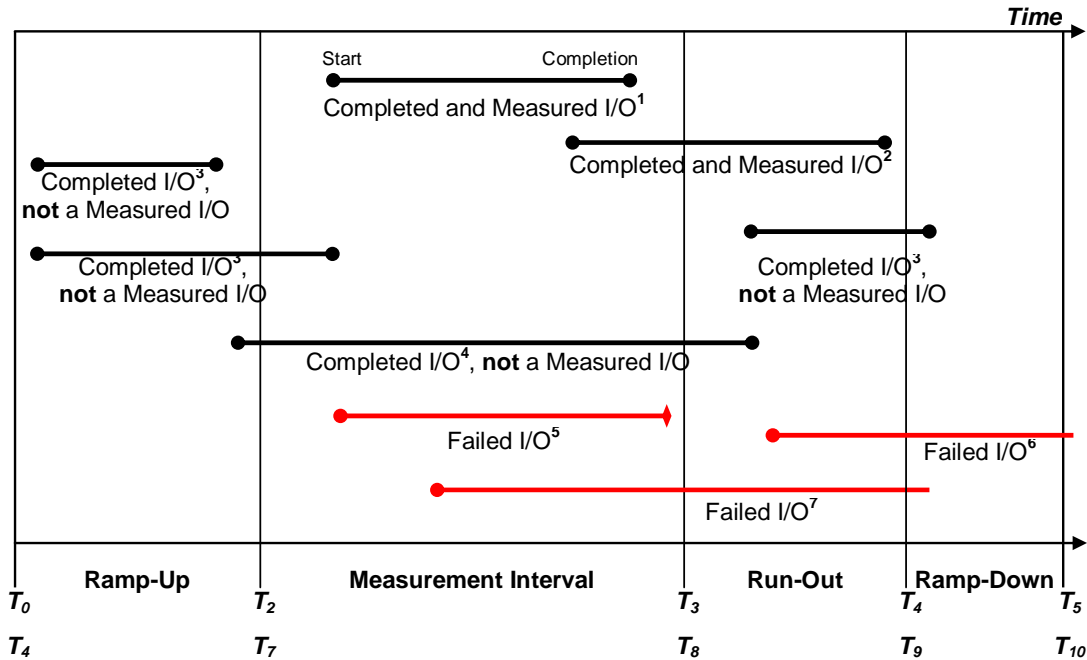 Time
Start Completion
Completed and Measured I/O¹
Completed and Measured I/O²
Completed I/O³,
not a Measured I/O
Completed I/O³,
not a Measured I/O
Completed I/O³,
not a Measured I/O
Completed I/O⁴, not a Measured I/O
Failed I/O⁵
Failed I/O⁶
Failed I/O⁷
Ramp-Up Measurement Interval Run-Out Ramp-Down
T₀ T₂ T₃ T₄ T₅
T₄ T₇ T₈ T₉ T₁₀